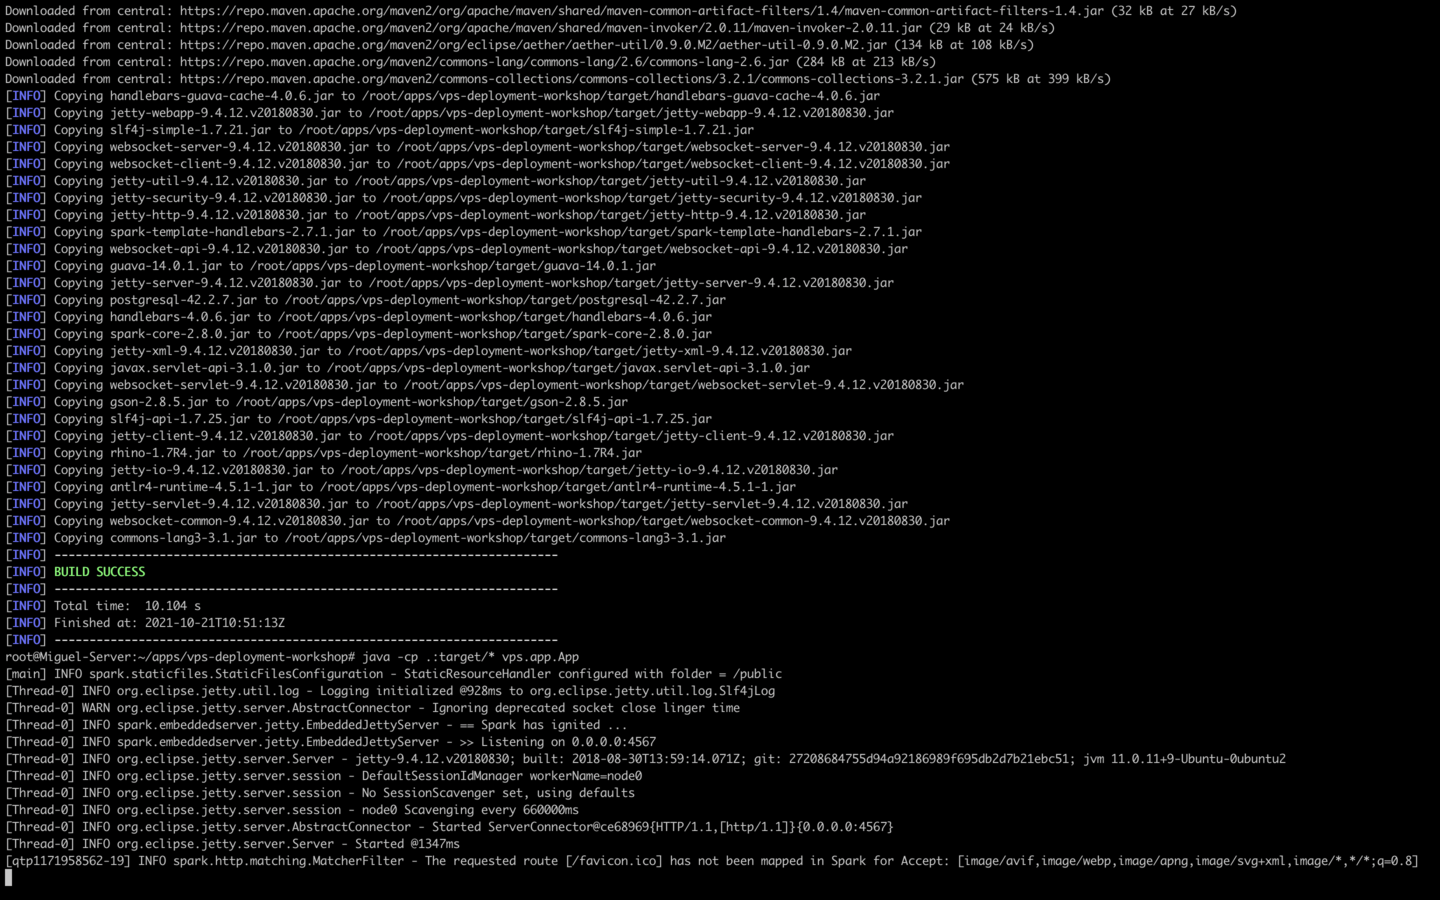 Downloaded from central: https://repo.maven.apache.org/maven2/org/apache/maven/shared/maven-common-artifact-filters/1.4/maven-common-artifact-filters-1.4.jar (32 kB at 27 kB/s)
Downloaded from central: https://repo.maven.apache.org/maven2/org/apache/maven/shared/maven-invoker/2.0.11/maven-invoker-2.0.11.jar (29 kB at 24 kB/s)
Downloaded from central: https://repo.maven.apache.org/maven2/org/eclipse/aether/aether-util/0.9.0.M2/aether-util-0.9.0.M2.jar (134 kB at 108 kB/s)
Downloaded from central: https://repo.maven.apache.org/maven2/commons-lang/commons-lang/2.6/commons-lang-2.6.jar (284 kB at 213 kB/s)
Downloaded from central: https://repo.maven.apache.org/maven2/commons-collections/commons-collections/3.2.1/commons-collections-3.2.1.jar (575 kB at 399 kB/s)
[INFO] Copying handlebars-guava-cache-4.0.6.jar to /root/apps/vps-deployment-workshop/target/handlebars-guava-cache-4.0.6.jar
[INFO] Copying jetty-webapp-9.4.12.v20180830.jar to /root/apps/vps-deployment-workshop/target/jetty-webapp-9.4.12.v20180830.jar
[INFO] Copying slf4j-simple-1.7.21.jar to /root/apps/vps-deployment-workshop/target/slf4j-simple-1.7.21.jar
[INFO] Copying websocket-server-9.4.12.v20180830.jar to /root/apps/vps-deployment-workshop/target/websocket-server-9.4.12.v20180830.jar
[INFO] Copying websocket-client-9.4.12.v20180830.jar to /root/apps/vps-deployment-workshop/target/websocket-client-9.4.12.v20180830.jar
[INFO] Copying jetty-util-9.4.12.v20180830.jar to /root/apps/vps-deployment-workshop/target/jetty-util-9.4.12.v20180830.jar
[INFO] Copying jetty-security-9.4.12.v20180830.jar to /root/apps/vps-deployment-workshop/target/jetty-security-9.4.12.v20180830.jar
[INFO] Copying jetty-http-9.4.12.v20180830.jar to /root/apps/vps-deployment-workshop/target/jetty-http-9.4.12.v20180830.jar
[INFO] Copying spark-template-handlebars-2.7.1.jar to /root/apps/vps-deployment-workshop/target/spark-template-handlebars-2.7.1.jar
[INFO] Copying websocket-api-9.4.12.v20180830.jar to /root/apps/vps-deployment-workshop/target/websocket-api-9.4.12.v20180830.jar
[INFO] Copying guava-14.0.1.jar to /root/apps/vps-deployment-workshop/target/guava-14.0.1.jar
[INFO] Copying jetty-server-9.4.12.v20180830.jar to /root/apps/vps-deployment-workshop/target/jetty-server-9.4.12.v20180830.jar
[INFO] Copying postgresql-42.2.7.jar to /root/apps/vps-deployment-workshop/target/postgresql-42.2.7.jar
[INFO] Copying handlebars-4.0.6.jar to /root/apps/vps-deployment-workshop/target/handlebars-4.0.6.jar
[INFO] Copying spark-core-2.8.0.jar to /root/apps/vps-deployment-workshop/target/spark-core-2.8.0.jar
[INFO] Copying jetty-xml-9.4.12.v20180830.jar to /root/apps/vps-deployment-workshop/target/jetty-xml-9.4.12.v20180830.jar
[INFO] Copying javax.servlet-api-3.1.0.jar to /root/apps/vps-deployment-workshop/target/javax.servlet-api-3.1.0.jar
[INFO] Copying websocket-servlet-9.4.12.v20180830.jar to /root/apps/vps-deployment-workshop/target/websocket-servlet-9.4.12.v20180830.jar
[INFO] Copying gson-2.8.5.jar to /root/apps/vps-deployment-workshop/target/gson-2.8.5.jar
[INFO] Copying slf4j-api-1.7.25.jar to /root/apps/vps-deployment-workshop/target/slf4j-api-1.7.25.jar
[INFO] Copying jetty-client-9.4.12.v20180830.jar to /root/apps/vps-deployment-workshop/target/jetty-client-9.4.12.v20180830.jar
[INFO] Copying rhino-1.7R4.jar to /root/apps/vps-deployment-workshop/target/rhino-1.7R4.jar
[INFO] Copying jetty-io-9.4.12.v20180830.jar to /root/apps/vps-deployment-workshop/target/jetty-io-9.4.12.v20180830.jar
[INFO] Copying antlr4-runtime-4.5.1-1.jar to /root/apps/vps-deployment-workshop/target/antlr4-runtime-4.5.1-1.jar
[INFO] Copying jetty-servlet-9.4.12.v20180830.jar to /root/apps/vps-deployment-workshop/target/jetty-servlet-9.4.12.v20180830.jar
[INFO] Copying websocket-common-9.4.12.v20180830.jar to /root/apps/vps-deployment-workshop/target/websocket-common-9.4.12.v20180830.jar
[INFO] Copying commons-lang3-3.1.jar to /root/apps/vps-deployment-workshop/target/commons-lang3-3.1.jar
[INFO] ------------------------------------------------------------------------
[INFO] BUILD SUCCESS
[INFO] ------------------------------------------------------------------------
[INFO] Total time:  10.104 s
[INFO] Finished at: 2021-10-21T10:51:13Z
[INFO] ------------------------------------------------------------------------
root@Miguel-Server:~/apps/vps-deployment-workshop# java -cp .:target/* vps.app.App
[main] INFO spark.staticfiles.StaticFilesConfiguration - StaticResourceHandler configured with folder = /public
[Thread-0] INFO org.eclipse.jetty.util.log - Logging initialized @928ms to org.eclipse.jetty.util.log.Slf4jLog
[Thread-0] WARN org.eclipse.jetty.server.AbstractConnector - Ignoring deprecated socket close linger time
[Thread-0] INFO spark.embeddedserver.jetty.EmbeddedJettyServer - == Spark has ignited ...
[Thread-0] INFO spark.embeddedserver.jetty.EmbeddedJettyServer - >> Listening on 0.0.0.0:4567
[Thread-0] INFO org.eclipse.jetty.server.Server - jetty-9.4.12.v20180830; built: 2018-08-30T13:59:14.071Z; git: 27208684755d94a92186989f695db2d7b21ebc51; jvm 11.0.11+9-Ubuntu-0ubuntu2
[Thread-0] INFO org.eclipse.jetty.server.session - DefaultSessionIdManager workerName=node0
[Thread-0] INFO org.eclipse.jetty.server.session - No SessionScavenger set, using defaults
[Thread-0] INFO org.eclipse.jetty.server.session - node0 Scavenging every 660000ms
[Thread-0] INFO org.eclipse.jetty.server.AbstractConnector - Started ServerConnector@ce68969{HTTP/1.1,[http/1.1]}{0.0.0.0:4567}
[Thread-0] INFO org.eclipse.jetty.server.Server - Started @1347ms
[qtp1171958562-19] INFO spark.http.matching.MatcherFilter - The requested route [/favicon.ico] has not been mapped in Spark for Accept: [image/avif,image/webp,image/apng,image/svg+xml,image/*,*/*;q=0.8]